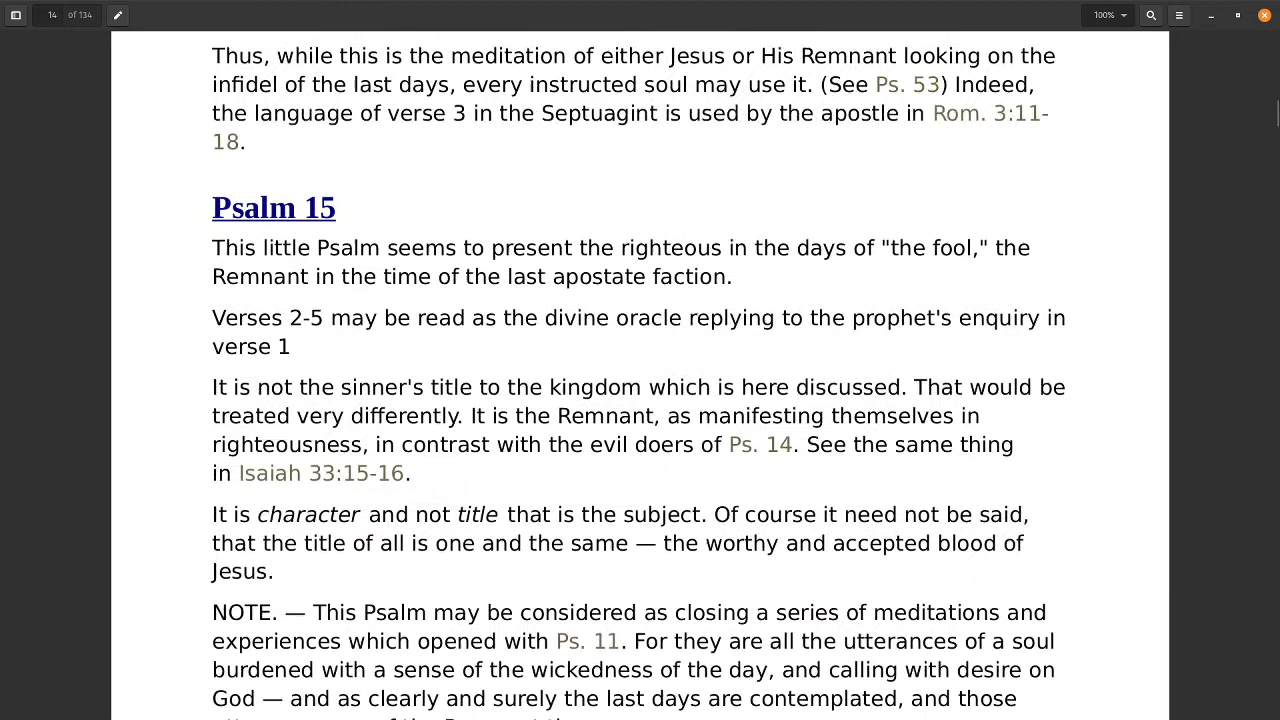 14 of 134
100%
Thus, while this is the meditation of either Jesus or His Remnant looking on the
infidel of the last days, every instructed soul may use it. (See Ps. 53) Indeed,
the language of verse 3 in the Septuagint is used by the apostle in Rom. 3:11-
18.
Psalm 15
This little Psalm seems to present the righteous in the days of "the fool," the
Remnant in the time of the last apostate faction.
Verses 2-5 may be read as the divine oracle replying to the prophet's enquiry in
verse 1
It is not the sinner's title to the kingdom which is here discussed. That would be
treated very differently. It is the Remnant, as manifesting themselves in
righteousness, in contrast with the evil doers of Ps. 14. See the same thing
in Isaiah 33:15-16.
It is character and not title that is the subject. Of course it need not be said,
that the title of all is one and the same — the worthy and accepted blood of
Jesus.
NOTE. — This Psalm may be considered as closing a series of meditations and
experiences which opened with Ps. 11. For they are all the utterances of a soul
burdened with a sense of the wickedness of the day, and calling with desire on
God — and as clearly and surely the last days are contemplated, and those